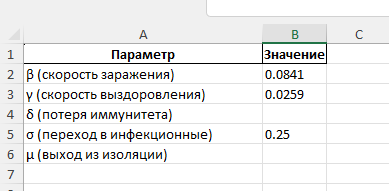 A B C
1 Параметр Значение
2 β (скорость заражения) 0.0841
3 γ (скорость выздоровления) 0.0259
4 δ (потеря иммунитета)
5 σ (переход в инфекционные) 0.25
6 μ (выход из изоляции)
7